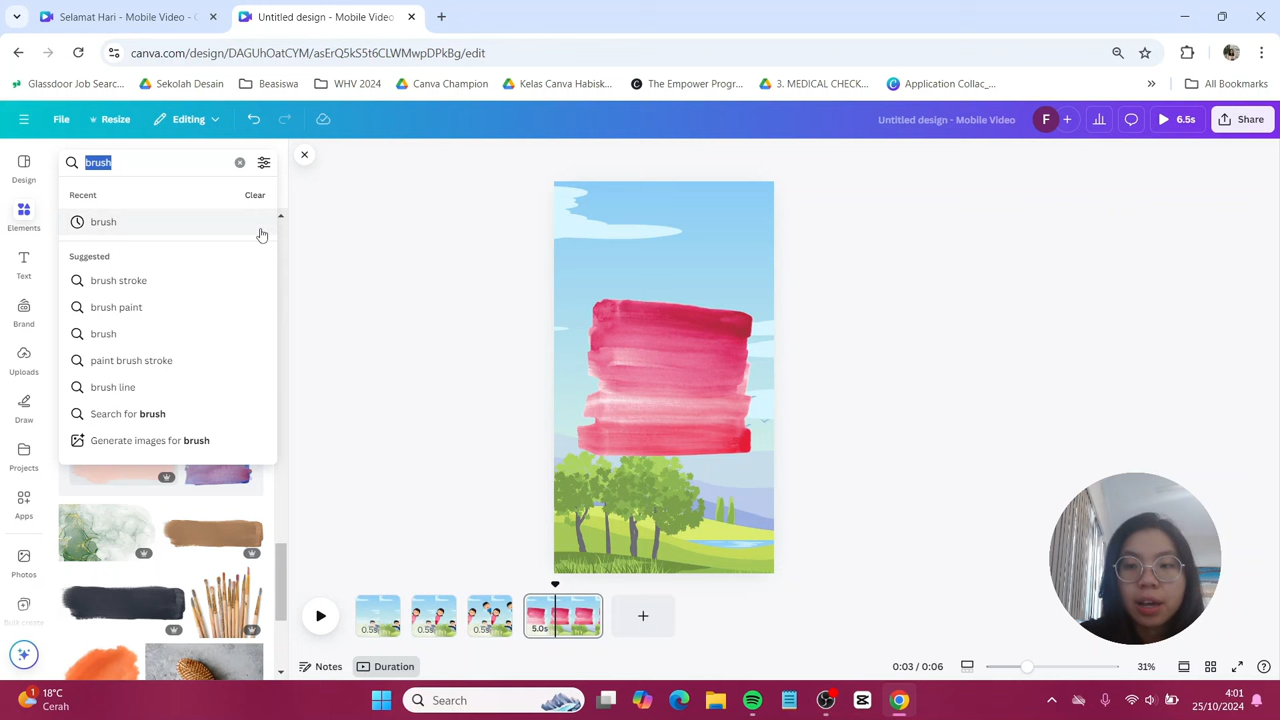 Selamat Hari - Mobile Video - C
Untitled design - Mobile Video
canva.com/design/DAGUhOatCYM/asErQ5kS5t6CLWMwpDPkBg/edit
Glassdoor Job Sear...
Sekolah Desain
Beasiswa
WHV 2024
Canva Champion
Kelas Canva Habisk...
The Empower Progr...
3. MEDICAL CHECK...
Application Collac_...
All Bookmarks
File
Resize
Editing
Untitled design - Mobile Video
F
6.5s
Share
Design
Elements
Text
Brand
Uploads
Draw
Projects
Apps
Photos
Bulk create
brush
Recent
Clear
brush
Suggested
brush stroke
brush paint
brush
paint brush stroke
brush line
Search for brush
Generate images for brush
0.5s
0.5s
0.5s
5.0s
Notes
Duration
0:03 / 0:06
31%
1
18°C
Cerah
Search
4:01
25/10/2024